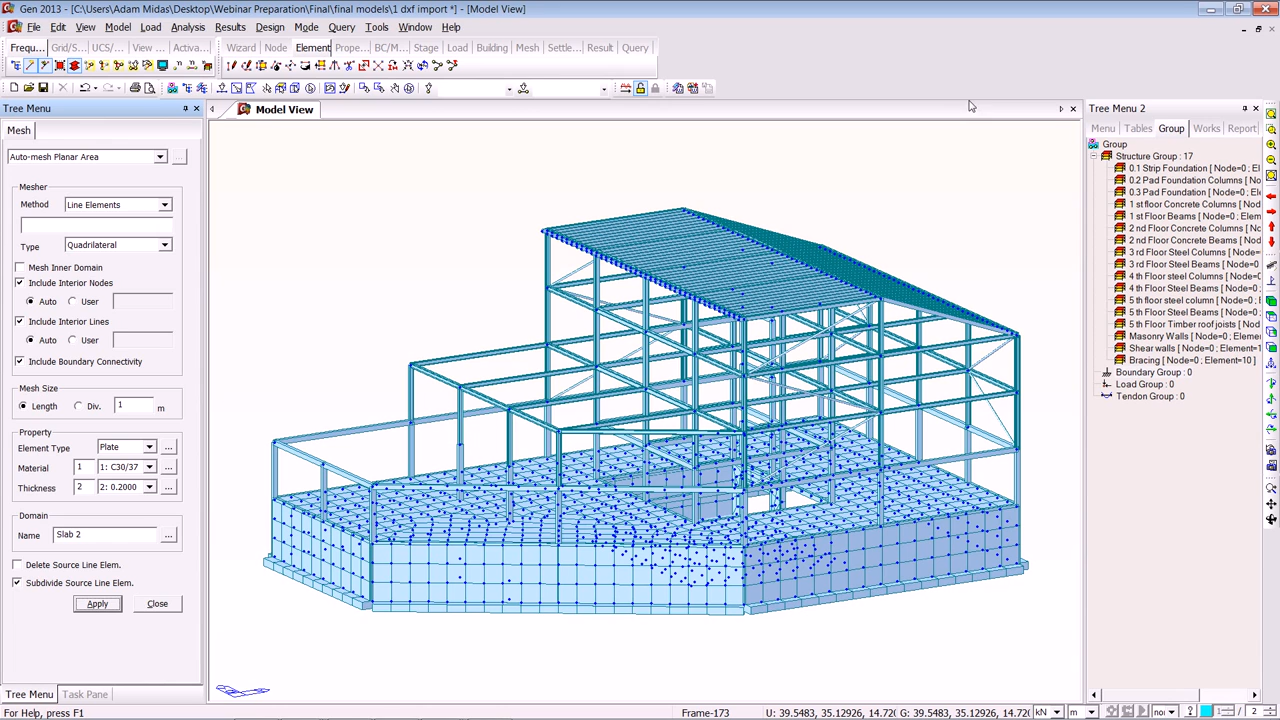 Gen 2013 - [C:\Users\Adam Midas\Desktop\Webinar Preparation\Final\final models\1 dxf import *] - [Model View]
File Edit View Model Load Analysis Results Design Mode Query Tools Window Help
Frequ... Grid/S... UCS/... View ... Activa... Wizard Node Element Prope... BC/M... Stage Load Building Mesh Settle... Result Query
Tree Menu
Model View
Tree Menu 2
Mesh
Menu Tables Group Works Report
Auto-mesh Planar Area
Mesher
Method Line Elements
Type Quadrilateral
Mesh Inner Domain
Include Interior Nodes
Auto User
Include Interior Lines
Auto User
Include Boundary Connectivity
Mesh Size
Length Div. 1 m
Property
Element Type Plate
Material 1 1: C30/37
Thickness 2 2: 0.2000
Domain
Name Slab 2
Delete Source Line Elem.
Subdivide Source Line Elem.
Apply Close
Group
Structure Group : 17
0.1 Strip Foundation [ Node=0 ; El
0.2 Pad Foundation Columns [ N
0.3 Pad Foundation [ Node=0 ; El
1 st floor Concrete Columns [ No
1 st Floor Beams [ Node=0 ; Elem
2 nd Floor Concrete Columns [ N
2 nd Floor Concrete Beams [ No
3 rd Floor Steel Columns [ Node
3 rd Floor Steel Beams [ Node=0
4 th Floor steel Columns [ Node
4 th Floor Steel Beams [ Node=0
5 th floor steel column [ Node=0
5 th Floor Steel Beams [ Node=0
5 th Floor Timber roof joists [ No
Masonry Walls [ Node=0 ; Eleme
Shear walls [ Node=0 ; Element=
Bracing [ Node=0 ; Element=10 ]
Boundary Group : 0
Load Group : 0
Tendon Group : 0
Tree Menu Task Pane
For Help, press F1 Frame-173 U: 39.5483, 35.12926, 14.720 G: 39.5483, 35.12926, 14.720 kN m no / 2